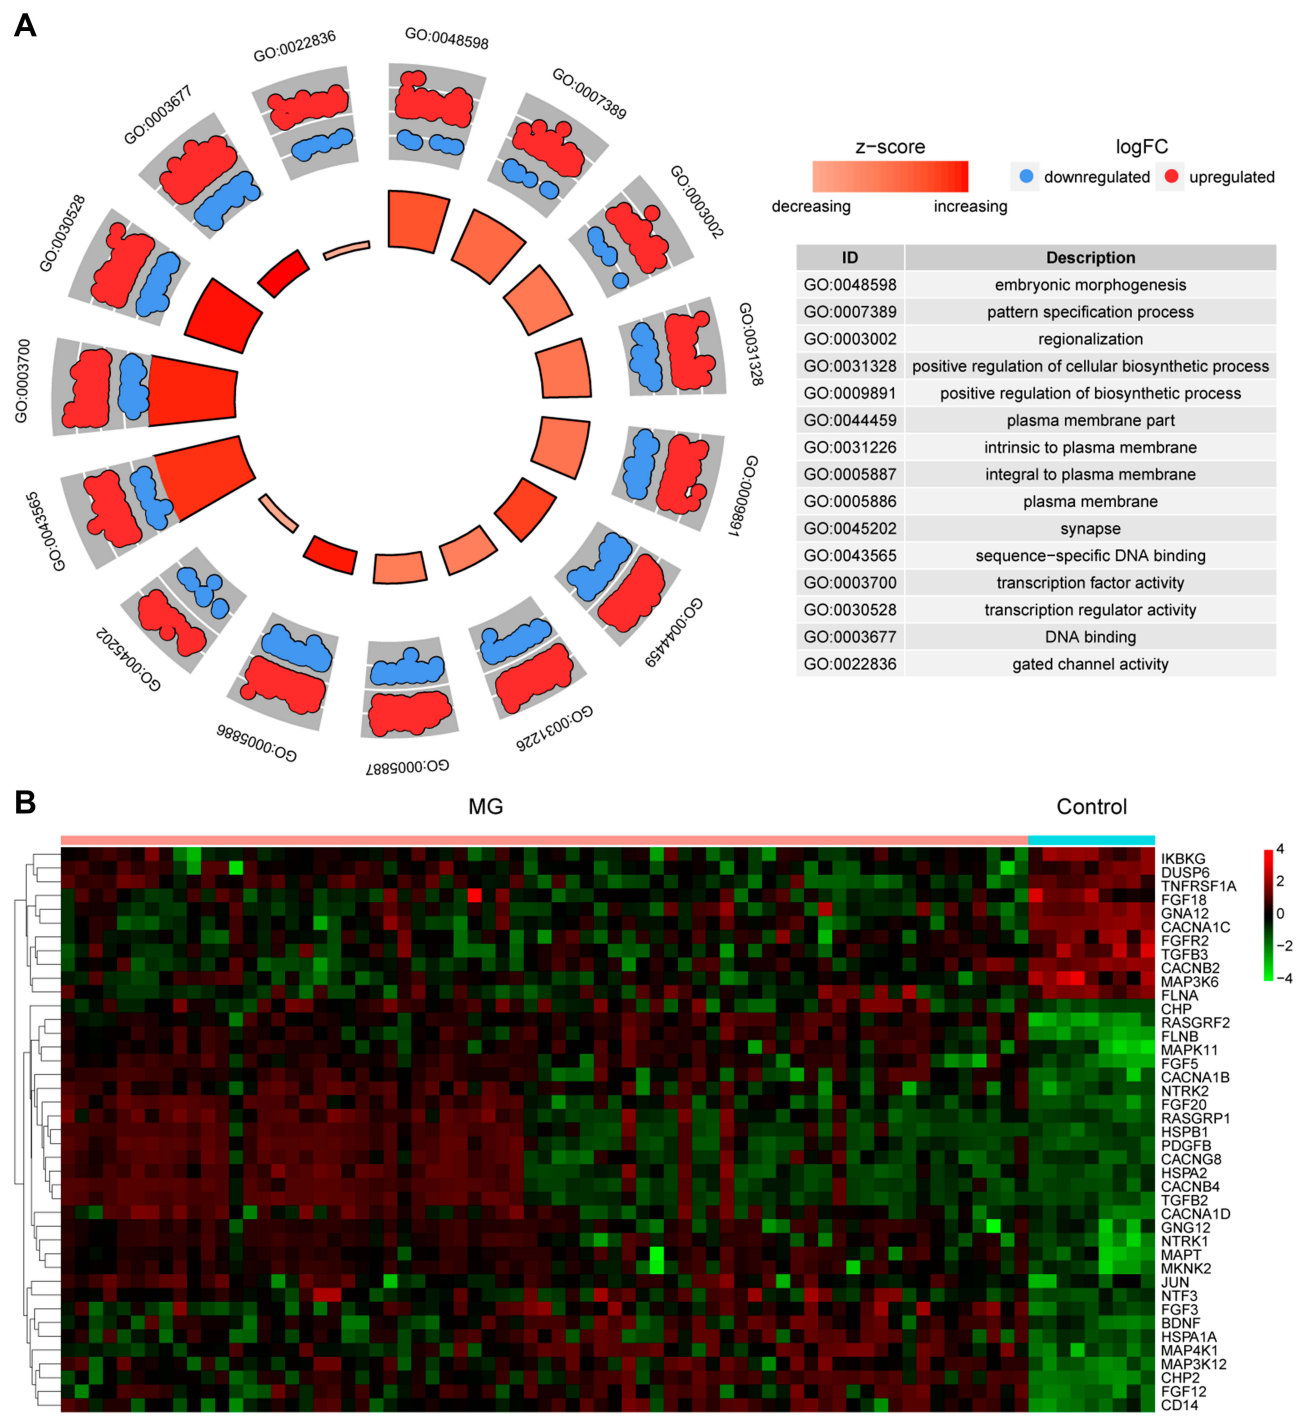 A
GO:0022836
GO:0048598
GO:0007389
GO:0003002
GO:0031328
GO:0009891
GO:0044459
GO:0031226
GO:0005887
GO:0005886
GO:0045202
GO:0043565
GO:0003700
GO:0030528
GO:0003677
z−score
decreasing increasing
logFC
downregulated upregulated
ID Description
GO:0048598 embryonic morphogenesis
GO:0007389 pattern specification process
GO:0003002 regionalization
GO:0031328 positive regulation of cellular biosynthetic process
GO:0009891 positive regulation of biosynthetic process
GO:0044459 plasma membrane part
GO:0031226 intrinsic to plasma membrane
GO:0005887 integral to plasma membrane
GO:0005886 plasma membrane
GO:0045202 synapse
GO:0043565 sequence−specific DNA binding
GO:0003700 transcription factor activity
GO:0030528 transcription regulator activity
GO:0003677 DNA binding
GO:0022836 gated channel activity
B
MG Control
IKBKG
DUSP6
TNFRSF1A
FGF18
GNA12
CACNA1C
FGFR2
TGFB3
CACNB2
MAP3K6
FLNA
CHP
RASGRF2
FLNB
MAPK11
FGF5
CACNA1B
NTRK2
FGF20
RASGRP1
HSPB1
PDGFB
CACNG8
HSPA2
CACNB4
TGFB2
CACNA1D
GNG12
NTRK1
MAPT
MKNK2
JUN
NTF3
FGF3
BDNF
HSPA1A
MAP4K1
MAP3K12
CHP2
FGF12
CD14
4
2
0
−2
−4